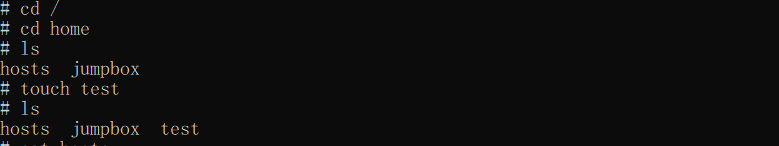 # cd /
# cd home
# ls
hosts  jumpbox
# touch test
# ls
hosts  jumpbox  test